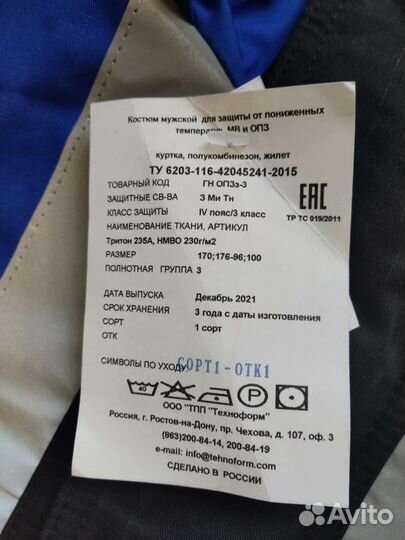 Костюм мужской для защиты от пониженных
температур, МВ и ОПЗ
куртка, полукомбинезон, жилет
ТУ 6203-116-42045241-2015
ТОВАРНЫЙ КОД ГН ОПЗз-3
ЗАЩИТНЫЕ СВ-ВА З Ми Тн
КЛАСС ЗАЩИТЫ IV пояс/3 класс
НАИМЕНОВАНИЕ ТКАНИ, АРТИКУЛ
Тритон 235А, НМВО 230г/м2
РАЗМЕР 170;176-96;100
ПОЛНОТНАЯ ГРУППА 3
EAC
ТР ТС 019/2011
ДАТА ВЫПУСКА Декабрь 2021
СРОК ХРАНЕНИЯ 3 года с даты изготовления
СОРТ 1 сорт
ОТК
СИМВОЛЫ ПО УХОДУ СОРТ1-ОТК1
40 P
ООО "ТПП "Техноформ"
Россия, г. Ростов-на-Дону, пр. Чехова, д. 107, оф. 3
(863)200-84-14, 200-84-19
e-mail: info@tehnoform.com
СДЕЛАНО В РОССИИ
Avito